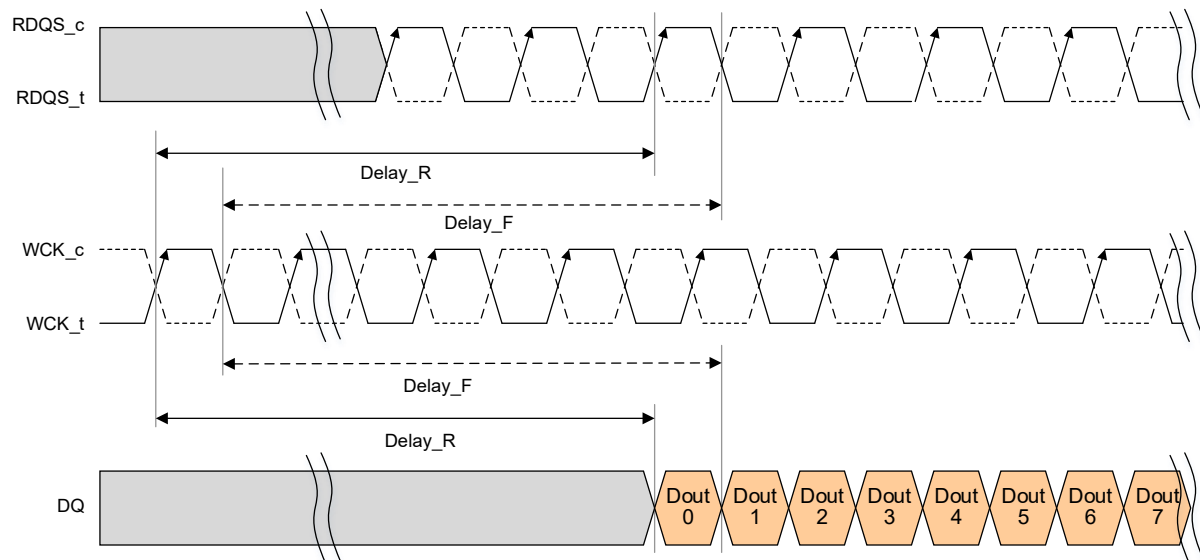 RDQS_c
RDQS_t
Delay_R
Delay_F
WCK_c
WCK_t
Delay_F
Delay_R
DQ
Dout Dout Dout Dout Dout Dout Dout Dout
0 1 2 3 4 5 6 7